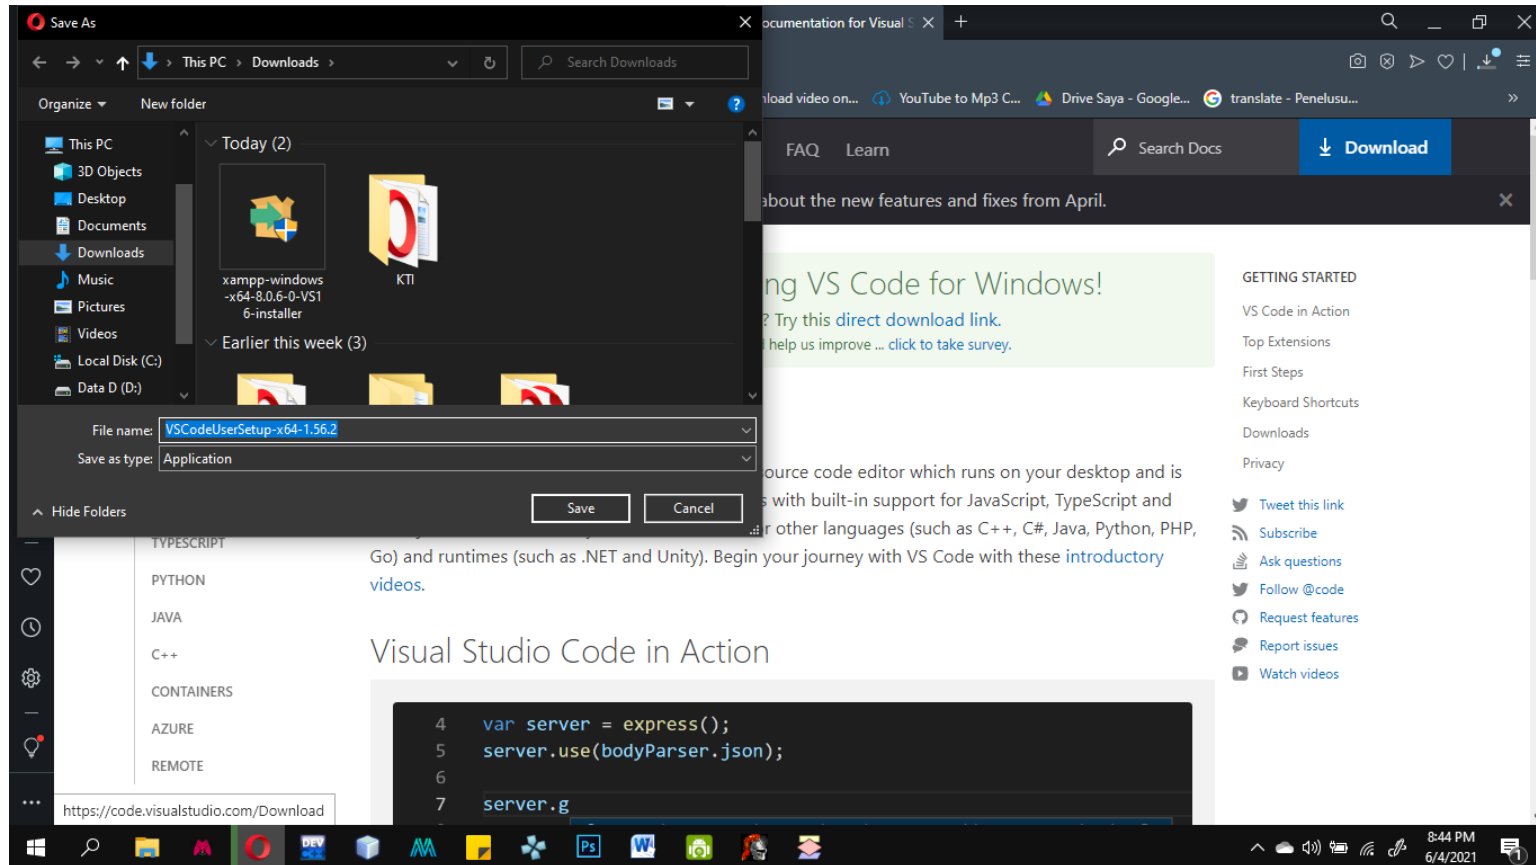 Save As
ocumentation for Visual S
This PC
Downloads
Search Downloads
Organize
New folder
nload video on...
YouTube to Mp3 C...
Drive Saya - Google...
translate - Penelusu...
This PC
3D Objects
Desktop
Documents
Downloads
Music
Pictures
Videos
Local Disk (C:)
Data D (D:)
Today (2)
xampp-windows
-x64-8.0.6-0-VS1
6-installer
KTI
Earlier this week (3)
File name:
VSCodeUserSetup-x64-1.56.2
Save as type:
Application
Hide Folders
Save
Cancel
FAQ
Learn
Search Docs
Download
about the new features and fixes from April.
ng VS Code for Windows!
? Try this direct download link.
help us improve ... click to take survey.
GETTING STARTED
VS Code in Action
Top Extensions
First Steps
Keyboard Shortcuts
Downloads
Privacy
Tweet this link
Subscribe
Ask questions
Follow @code
Request features
Report issues
Watch videos
ource code editor which runs on your desktop and is
s with built-in support for JavaScript, TypeScript and
r other languages (such as C++, C#, Java, Python, PHP,
Go) and runtimes (such as .NET and Unity). Begin your journey with VS Code with these introductory
videos.
TYPESCRIPT
PYTHON
JAVA
C++
CONTAINERS
AZURE
REMOTE
Visual Studio Code in Action
4 var server = express();
5 server.use(bodyParser.json);
6
7 server.g
https://code.visualstudio.com/Download
DEV
Ps
W
8:44 PM
6/4/2021
1